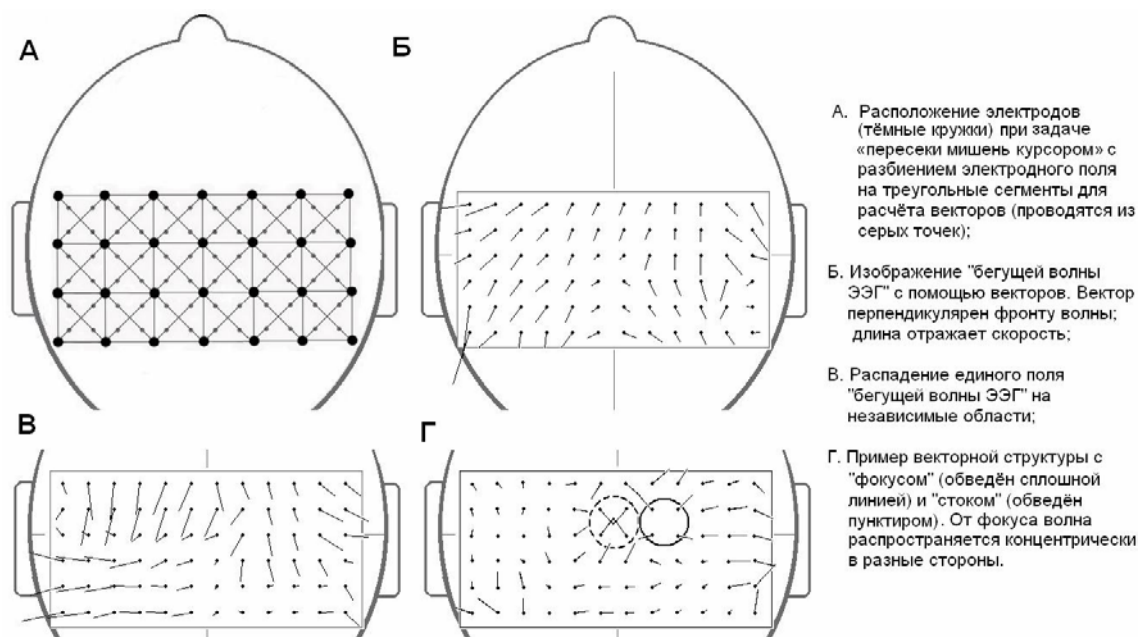 А
Б
А. Расположение электродов
(тёмные кружки) при задаче
«пересеки мишень курсором» с
разбиением электродного поля
на треугольные сегменты для
расчёта векторов (проводятся из
серых точек);
Б. Изображение "бегущей волны
ЭЭГ" с помощью векторов. Вектор
перпендикулярен фронту волны;
длина отражает скорость;
В. Распадение единого поля
"бегущей волны ЭЭГ" на
независимые области;
В
Г
Г. Пример векторной структуры с
"фокусом" (обведён сплошной
линией) и "стоком" (обведён
пунктиром). От фокуса волна
распространяется концентрически
в разные стороны.